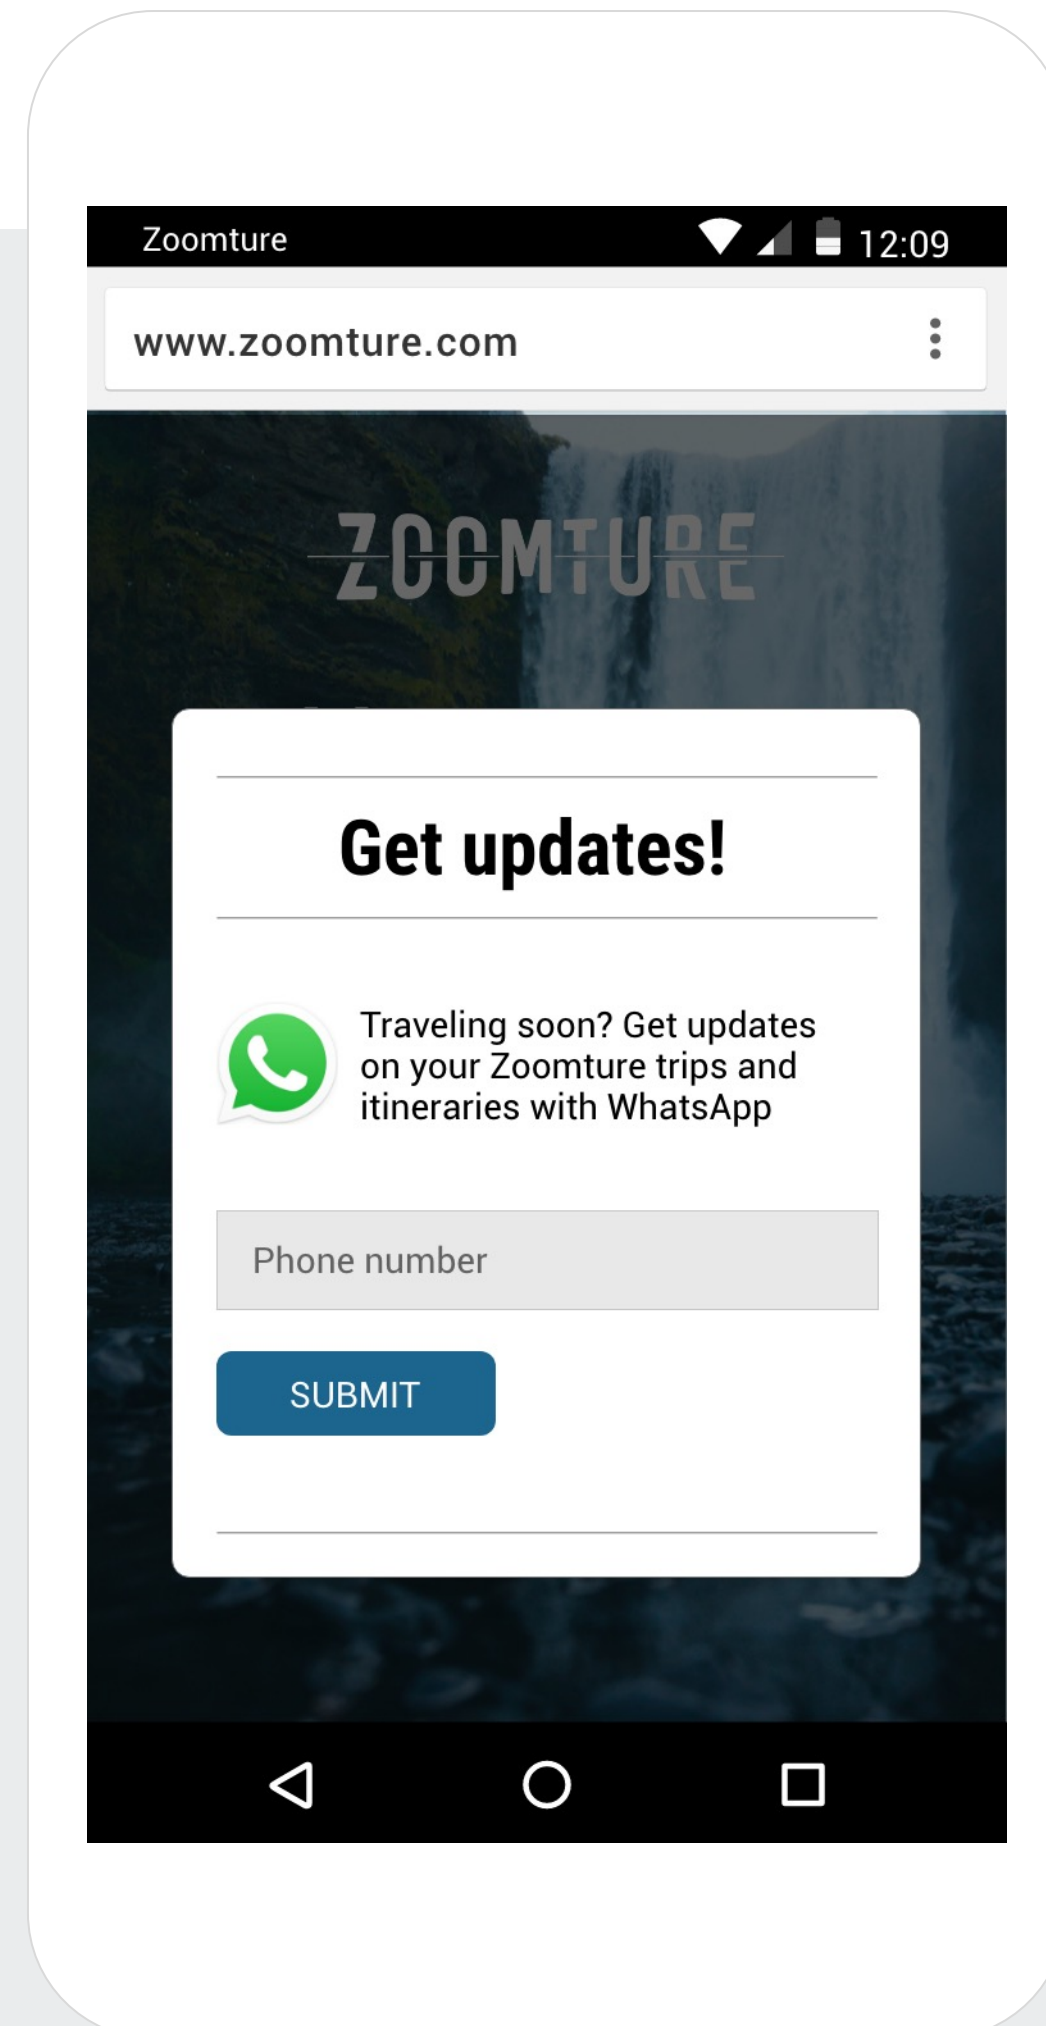 Zoomture
12:09
www.zoomture.com
ZOOMTURE
Get updates!
Traveling soon? Get updates
on your Zoomture trips and
itineraries with WhatsApp
Phone number
SUBMIT